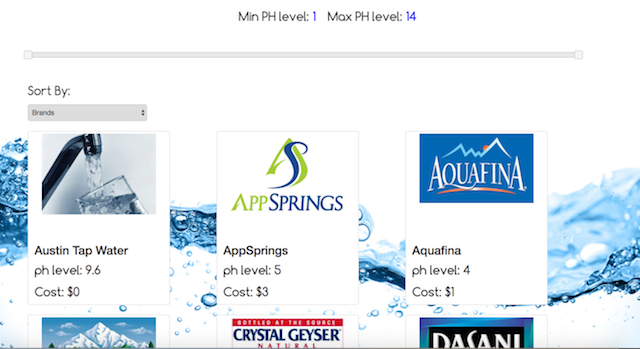 Min PH level: 1 Max PH level: 14
Sort By:
Brands
APPSPRINGS
AQUAFINA
Austin Tap Water
ph level: 9.6
Cost: $0
AppSprings
ph level: 5
Cost: $3
Aquafina
ph level: 4
Cost: $1
BOTTLED AT THE SOURCE
CRYSTAL GEYSER
NATURAL
DASANI